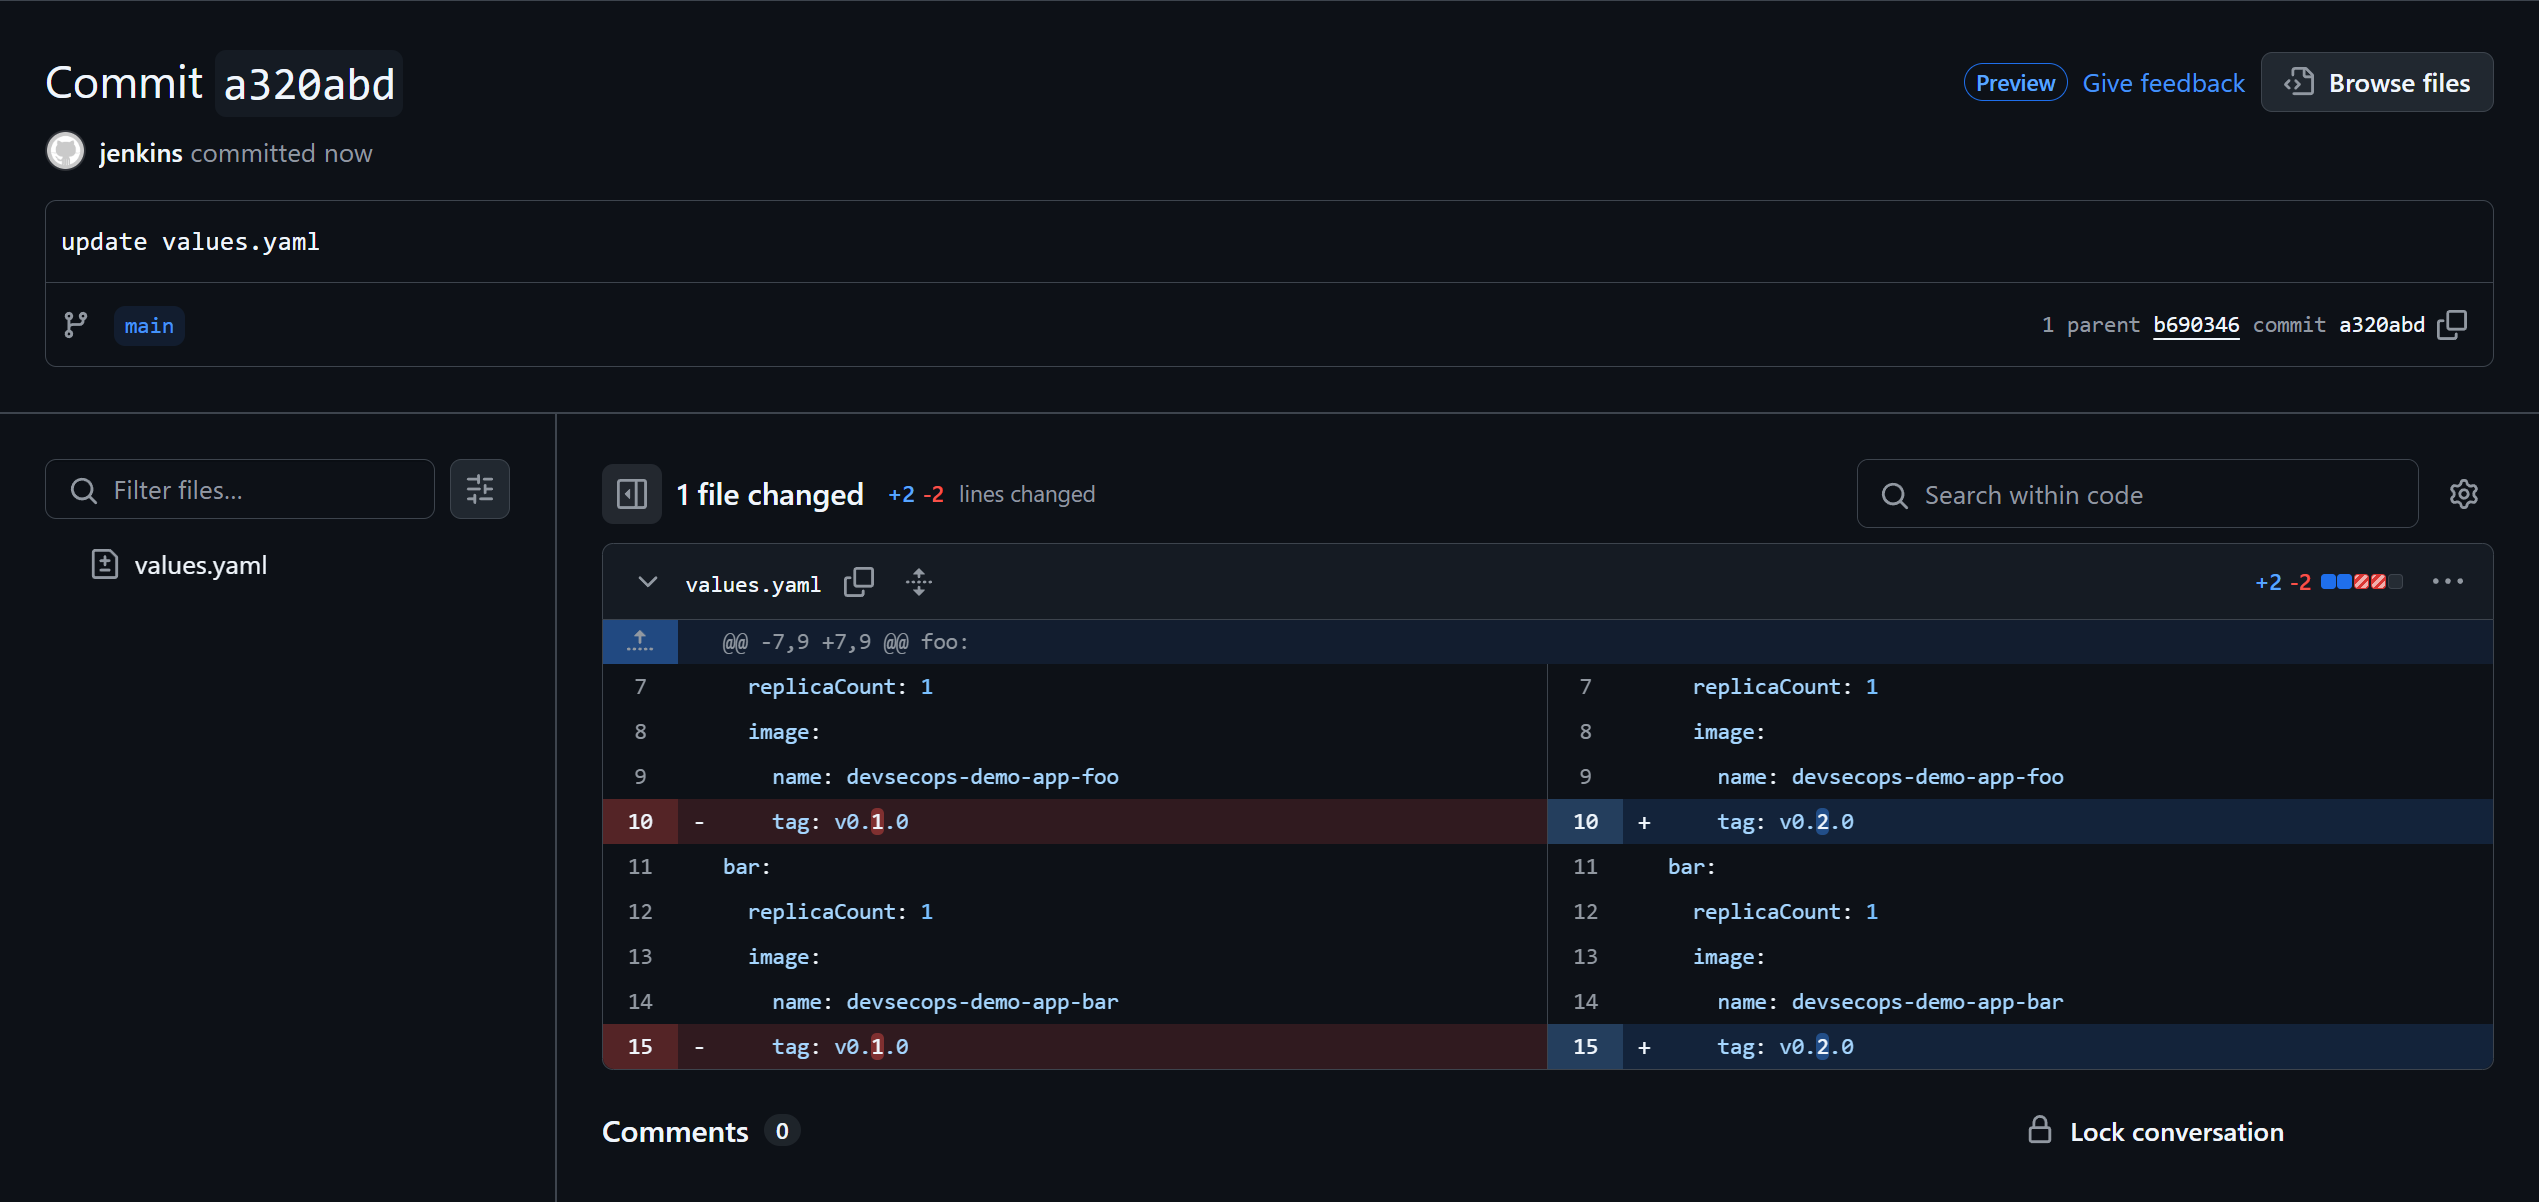 Commit a320abd
Preview Give feedback Browse files
jenkins committed now
update values.yaml
main
1 parent b690346 commit a320abd
Filter files...
values.yaml
1 file changed +2 -2 lines changed
Search within code
values.yaml
+2 -2
@@ -7,9 +7,9 @@ foo:
7 replicaCount: 1 7 replicaCount: 1
8 image: 8 image:
9 name: devsecops-demo-app-foo 9 name: devsecops-demo-app-foo
10 - tag: v0.1.0 10 + tag: v0.2.0
11 bar: 11 bar:
12 replicaCount: 1 12 replicaCount: 1
13 image: 13 image:
14 name: devsecops-demo-app-bar 14 name: devsecops-demo-app-bar
15 - tag: v0.1.0 15 + tag: v0.2.0
Comments 0
Lock conversation